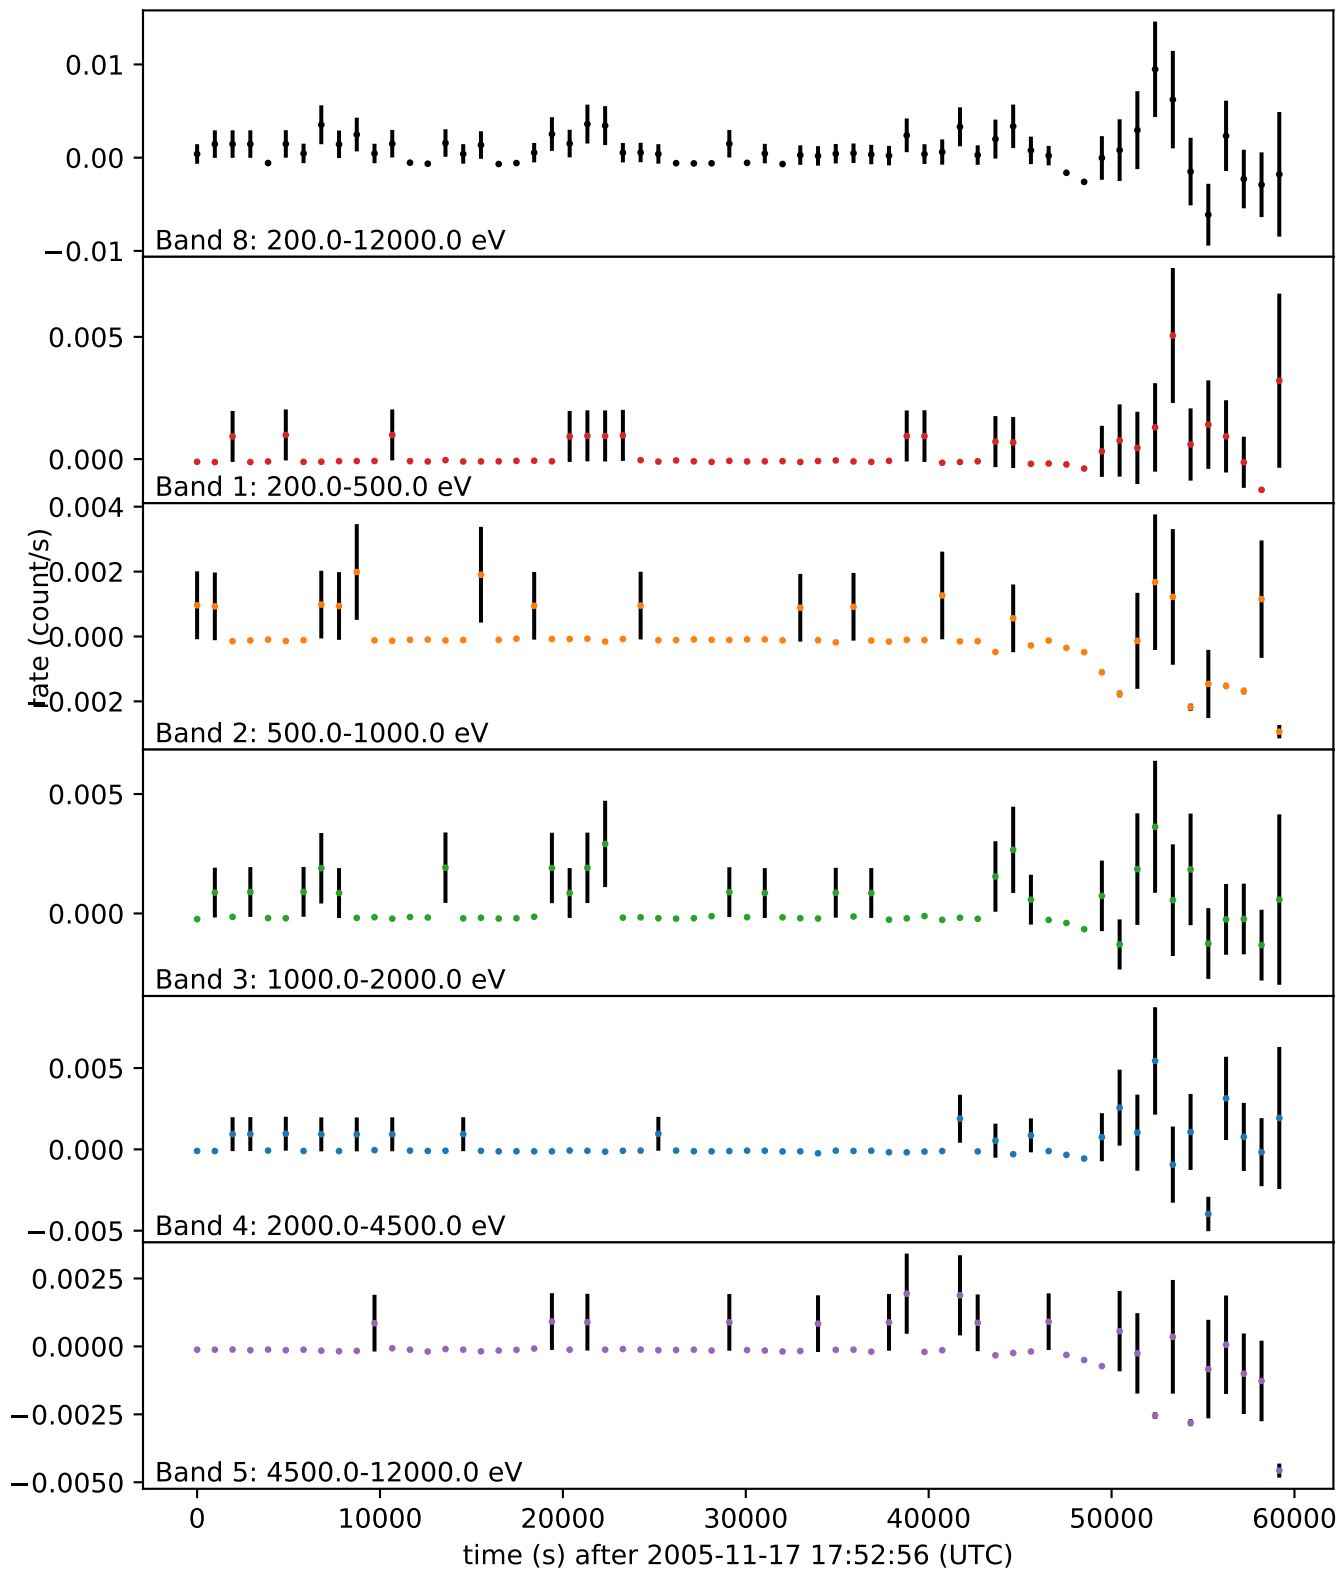 0.01
0.00
−0.01
Band 8: 200.0-12000.0 eV
0.005
0.000
Band 1: 200.0-500.0 eV
rate (count/s)
0.004
0.002
0.000
−0.002
Band 2: 500.0-1000.0 eV
0.005
0.000
Band 3: 1000.0-2000.0 eV
0.005
0.000
−0.005
Band 4: 2000.0-4500.0 eV
0.0025
0.0000
−0.0025
−0.0050
Band 5: 4500.0-12000.0 eV
0 10000 20000 30000 40000 50000 60000
time (s) after 2005-11-17 17:52:56 (UTC)